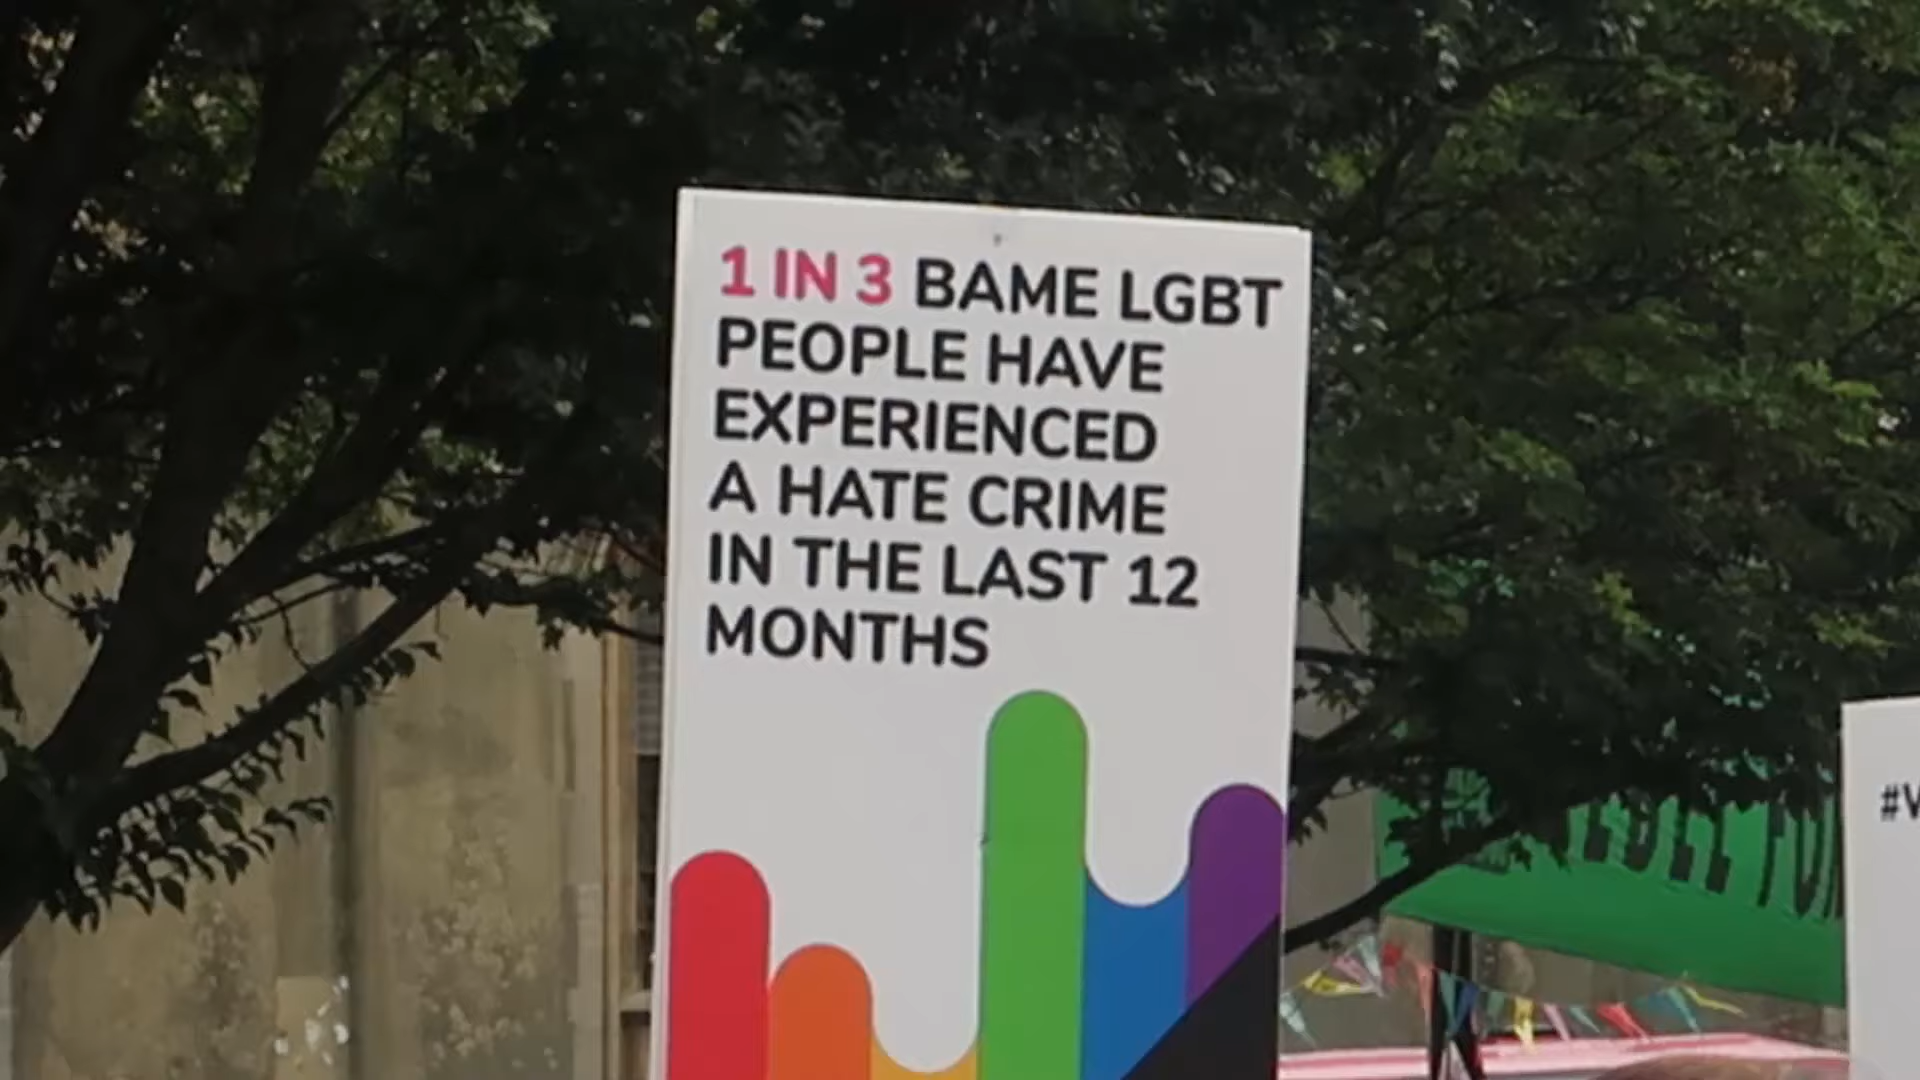 1 IN 3 BAME LGBT
PEOPLE HAVE
EXPERIENCED
A HATE CRIME
IN THE LAST 12
MONTHS